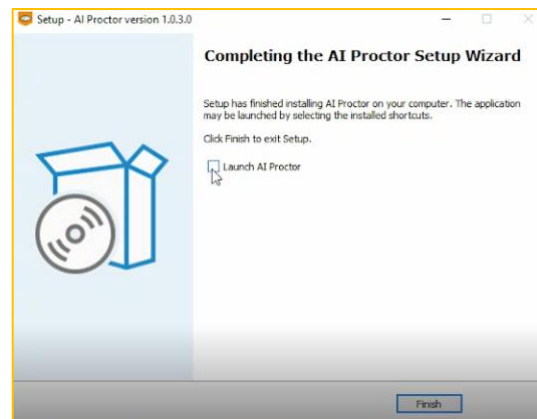 Setup - AI Proctor version 1.0.3.0
Completing the AI Proctor Setup Wizard
Setup has finished installing AI Proctor on your computer. The application
may be launched by selecting the installed shortcuts.
Click Finish to exit Setup.
Launch AI Proctor
Finish